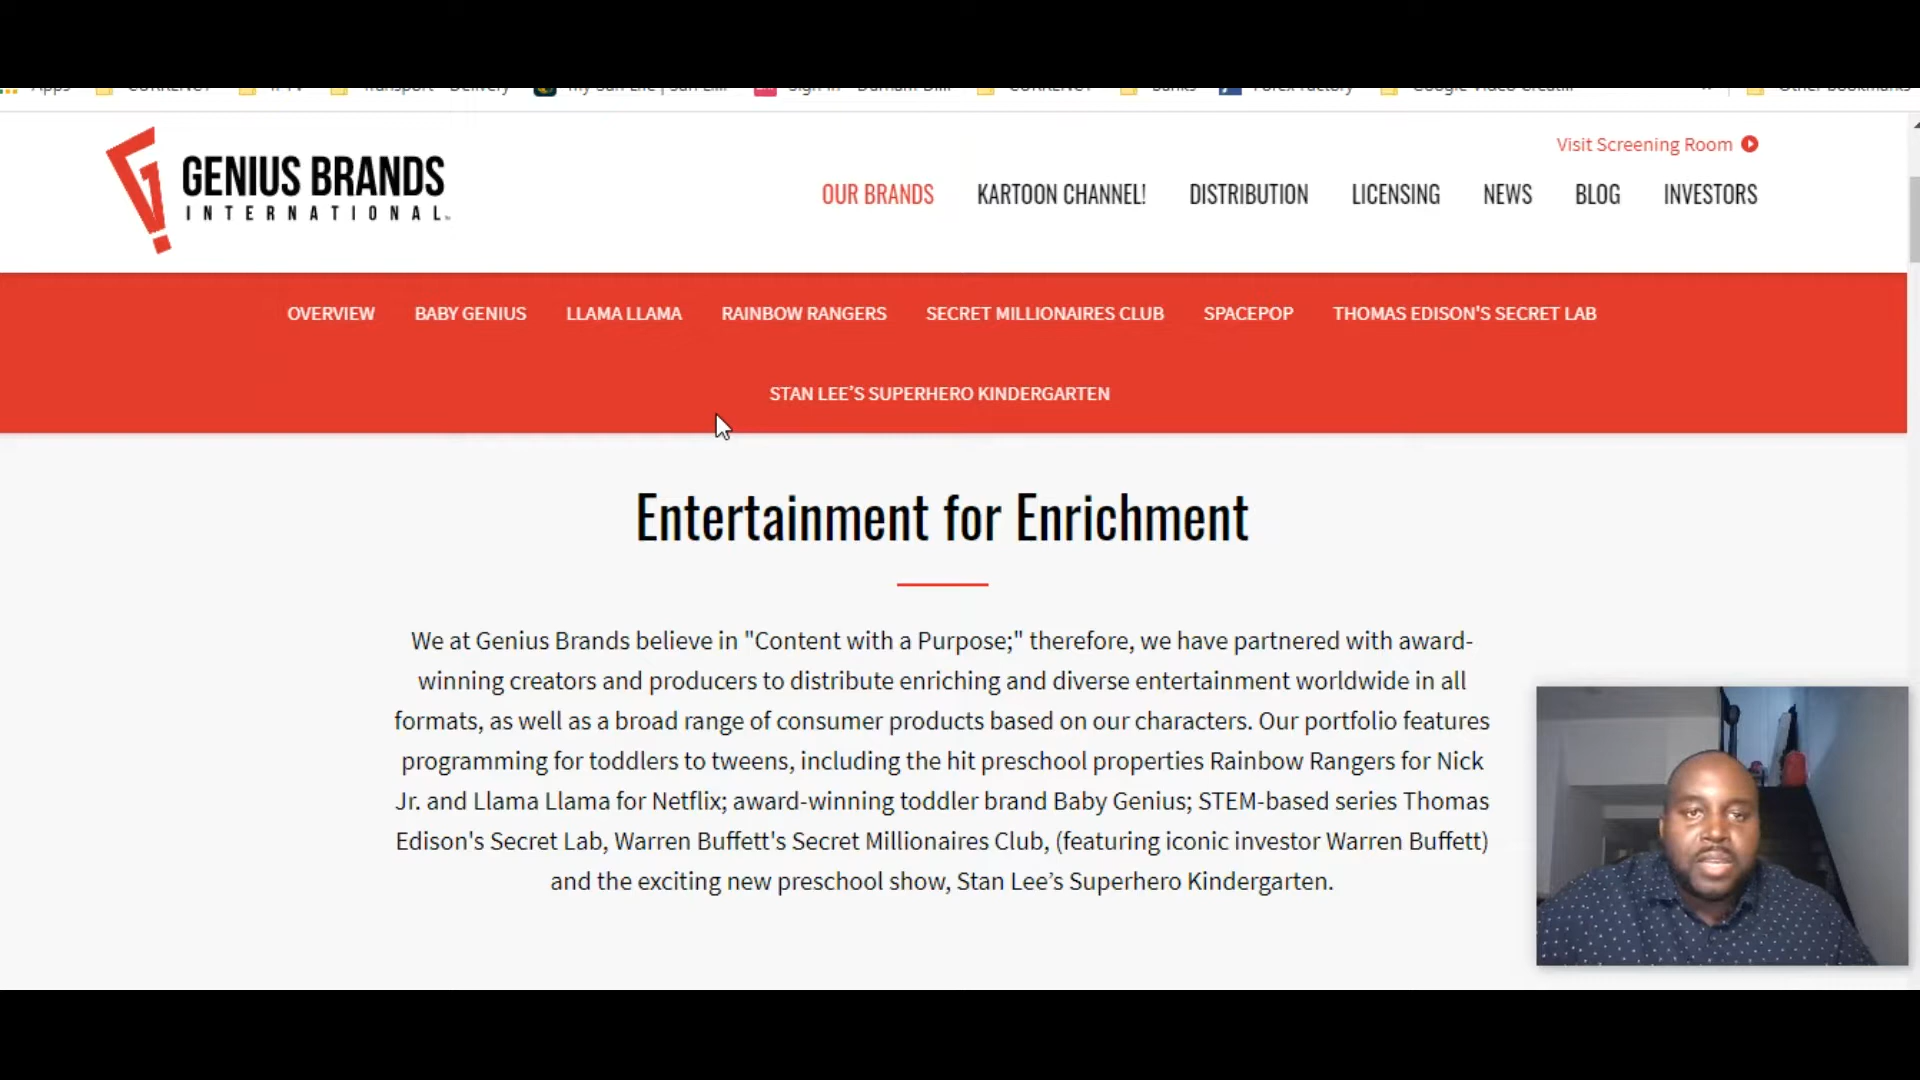 Visit Screening Room
GENIUS BRANDS
INTERNATIONAL
OUR BRANDS KARTOON CHANNEL! DISTRIBUTION LICENSING NEWS BLOG INVESTORS
OVERVIEW BABY GENIUS LLAMA LLAMA RAINBOW RANGERS SECRET MILLIONAIRES CLUB SPACEPOP THOMAS EDISON'S SECRET LAB
STAN LEE’S SUPERHERO KINDERGARTEN
Entertainment for Enrichment
We at Genius Brands believe in "Content with a Purpose;" therefore, we have partnered with award-
winning creators and producers to distribute enriching and diverse entertainment worldwide in all
formats, as well as a broad range of consumer products based on our characters. Our portfolio features
programming for toddlers to tweens, including the hit preschool properties Rainbow Rangers for Nick
Jr. and Llama Llama for Netflix; award-winning toddler brand Baby Genius; STEM-based series Thomas
Edison's Secret Lab, Warren Buffett's Secret Millionaires Club, (featuring iconic investor Warren Buffett)
and the exciting new preschool show, Stan Lee’s Superhero Kindergarten.